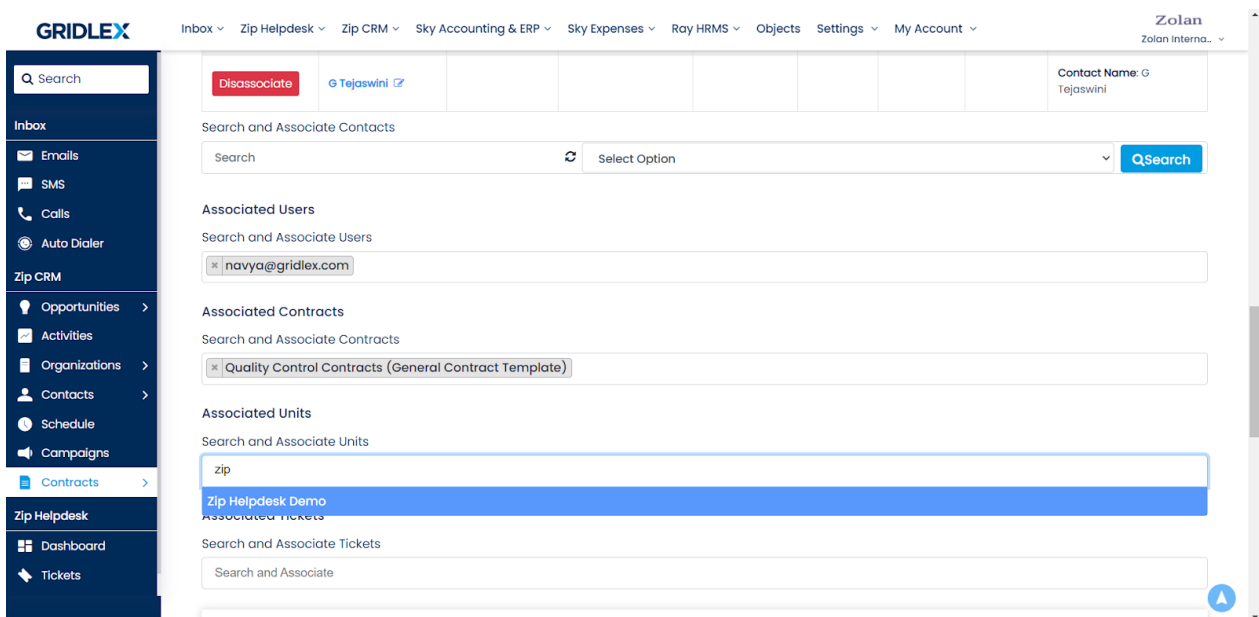 GRIDLEX
Inbox Zip Helpdesk Zip CRM Sky Accounting & ERP Sky Expenses Ray HRMS Objects Settings My Account
Zolan
Zolan Interna..
Search
Inbox
Emails
SMS
Calls
Auto Dialer
Zip CRM
Opportunities
Activities
Organizations
Contacts
Schedule
Campaigns
Contracts
Zip Helpdesk
Dashboard
Tickets
Disassociate
G Tejaswini
Contact Name: G
Tejaswini
Search and Associate Contacts
Search
Select Option
Search
Associated Users
Search and Associate Users
× navya@gridlex.com
Associated Contracts
Search and Associate Contracts
× Quality Control Contracts (General Contract Template)
Associated Units
Search and Associate Units
zip
Zip Helpdesk Demo
Associated Tickets
Search and Associate Tickets
Search and Associate